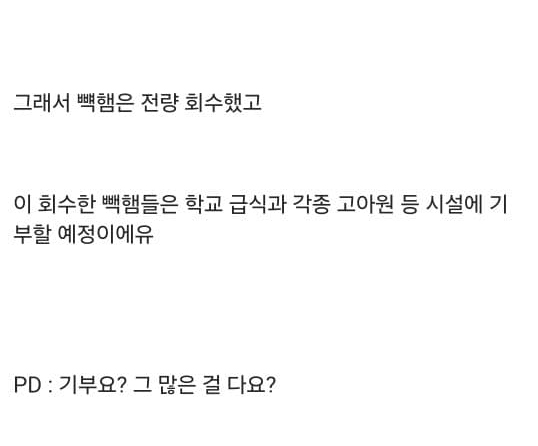 그래서 빽햄은 전량 회수했고
이 회수한 빽햄들은 학교 급식과 각종 고아원 등 시설에 기
부할 예정이에유
PD : 기부요? 그 많은 걸 다요?